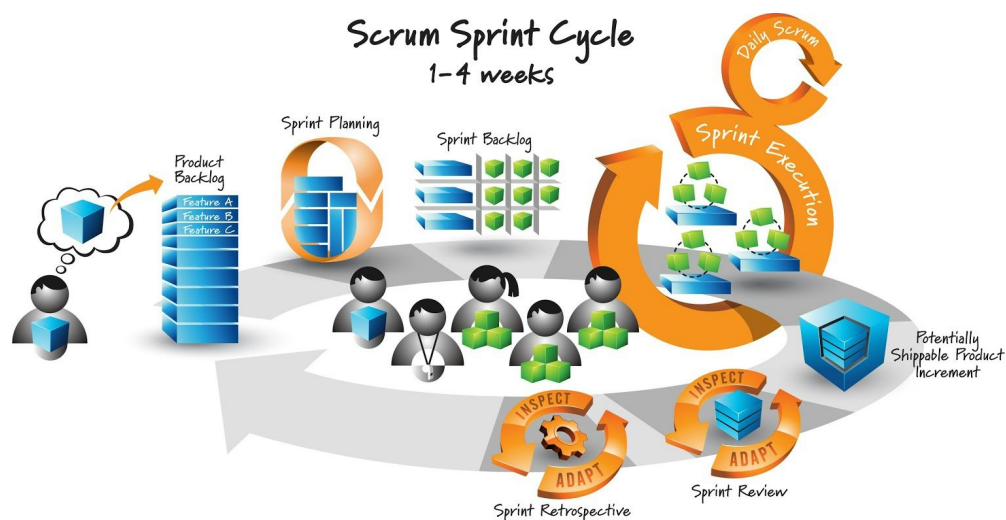 Scrum Sprint Cycle
1-4 weeks
Daily Scrum
Sprint Execution
Sprint Planning
Sprint Backlog
Product
Backlog
Feature A
Feature B
Feature C
Potentially
Shippable Product
Increment
INSPECT
ADAPT
Sprint Review
INSPECT
ADAPT
Sprint Retrospective